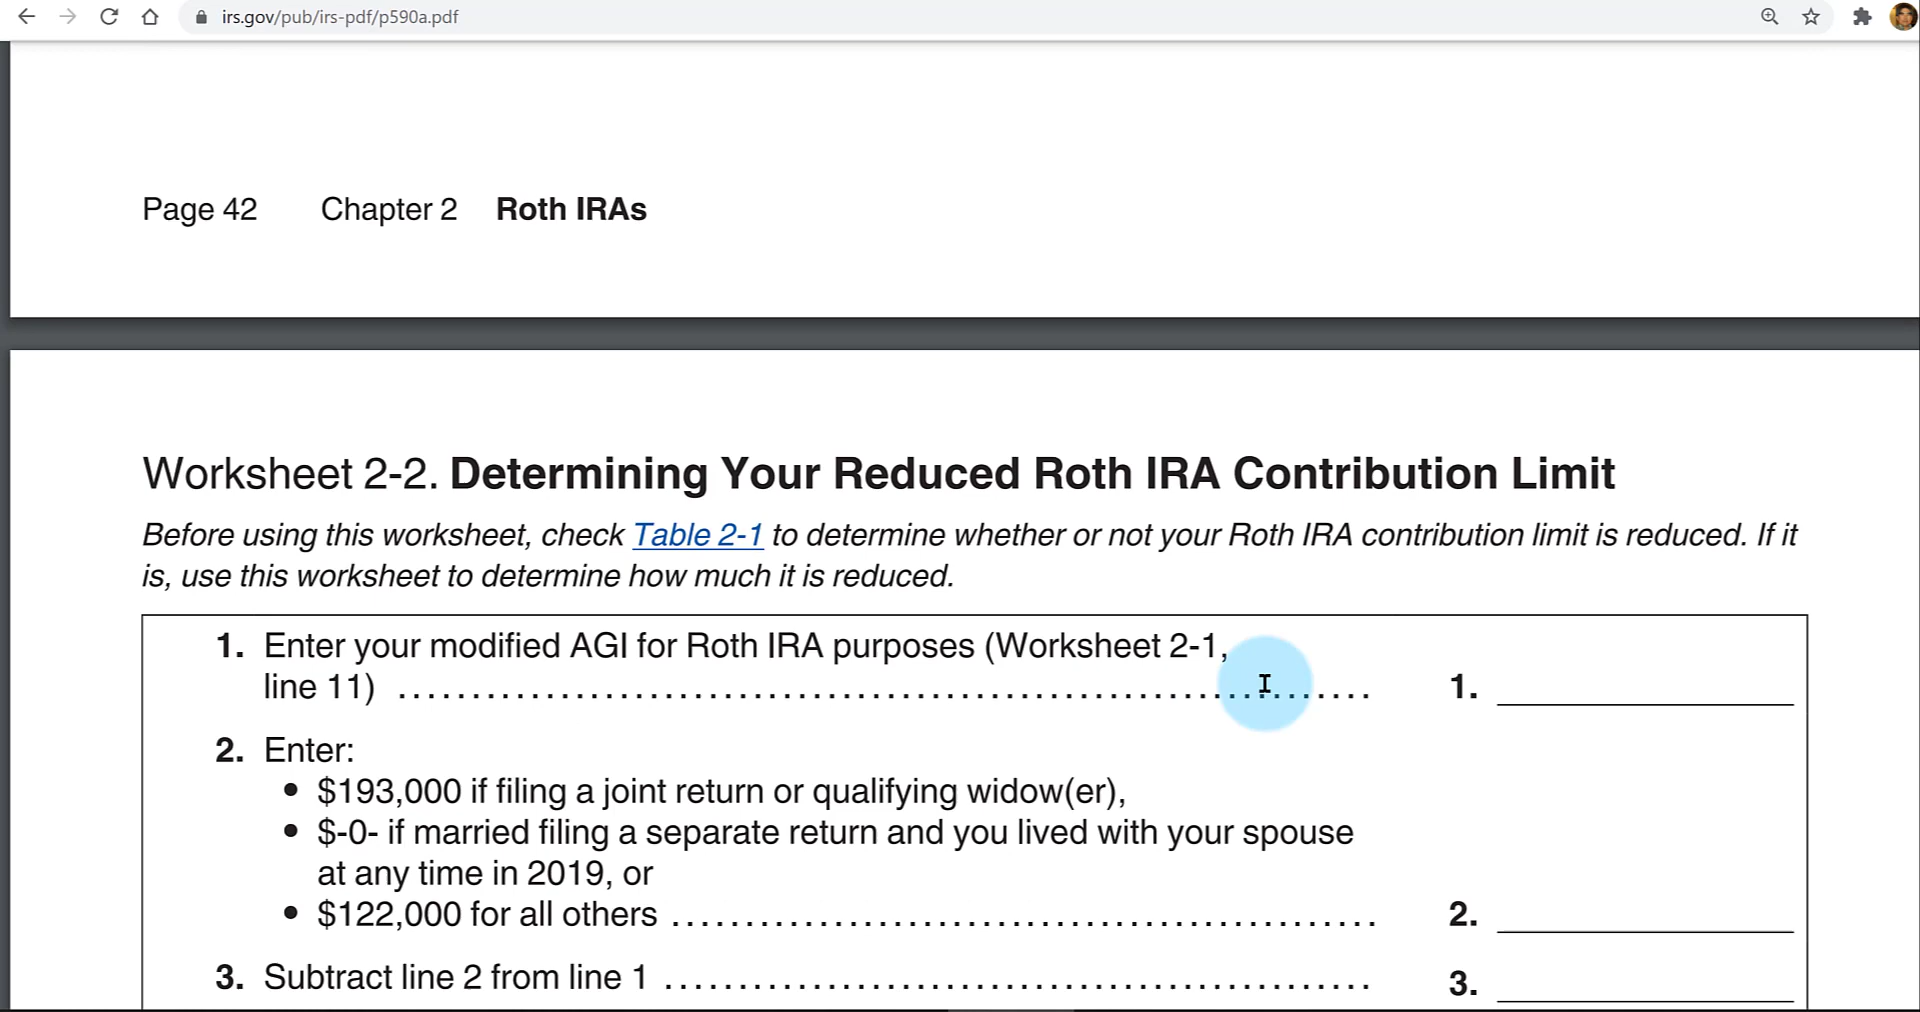 irs.gov/pub/irs-pdf/p590a.pdf
Page 42 Chapter 2 Roth IRAs
Worksheet 2-2. Determining Your Reduced Roth IRA Contribution Limit
Before using this worksheet, check Table 2-1 to determine whether or not your Roth IRA contribution limit is reduced. If it
is, use this worksheet to determine how much it is reduced.
1. Enter your modified AGI for Roth IRA purposes (Worksheet 2-1,
line 11) ........................................................ 1. ________
2. Enter:
• $193,000 if filing a joint return or qualifying widow(er),
• $-0- if married filing a separate return and you lived with your spouse
at any time in 2019, or
• $122,000 for all others ........................................ 2. ________
3. Subtract line 2 from line 1 ........................................ 3. ________